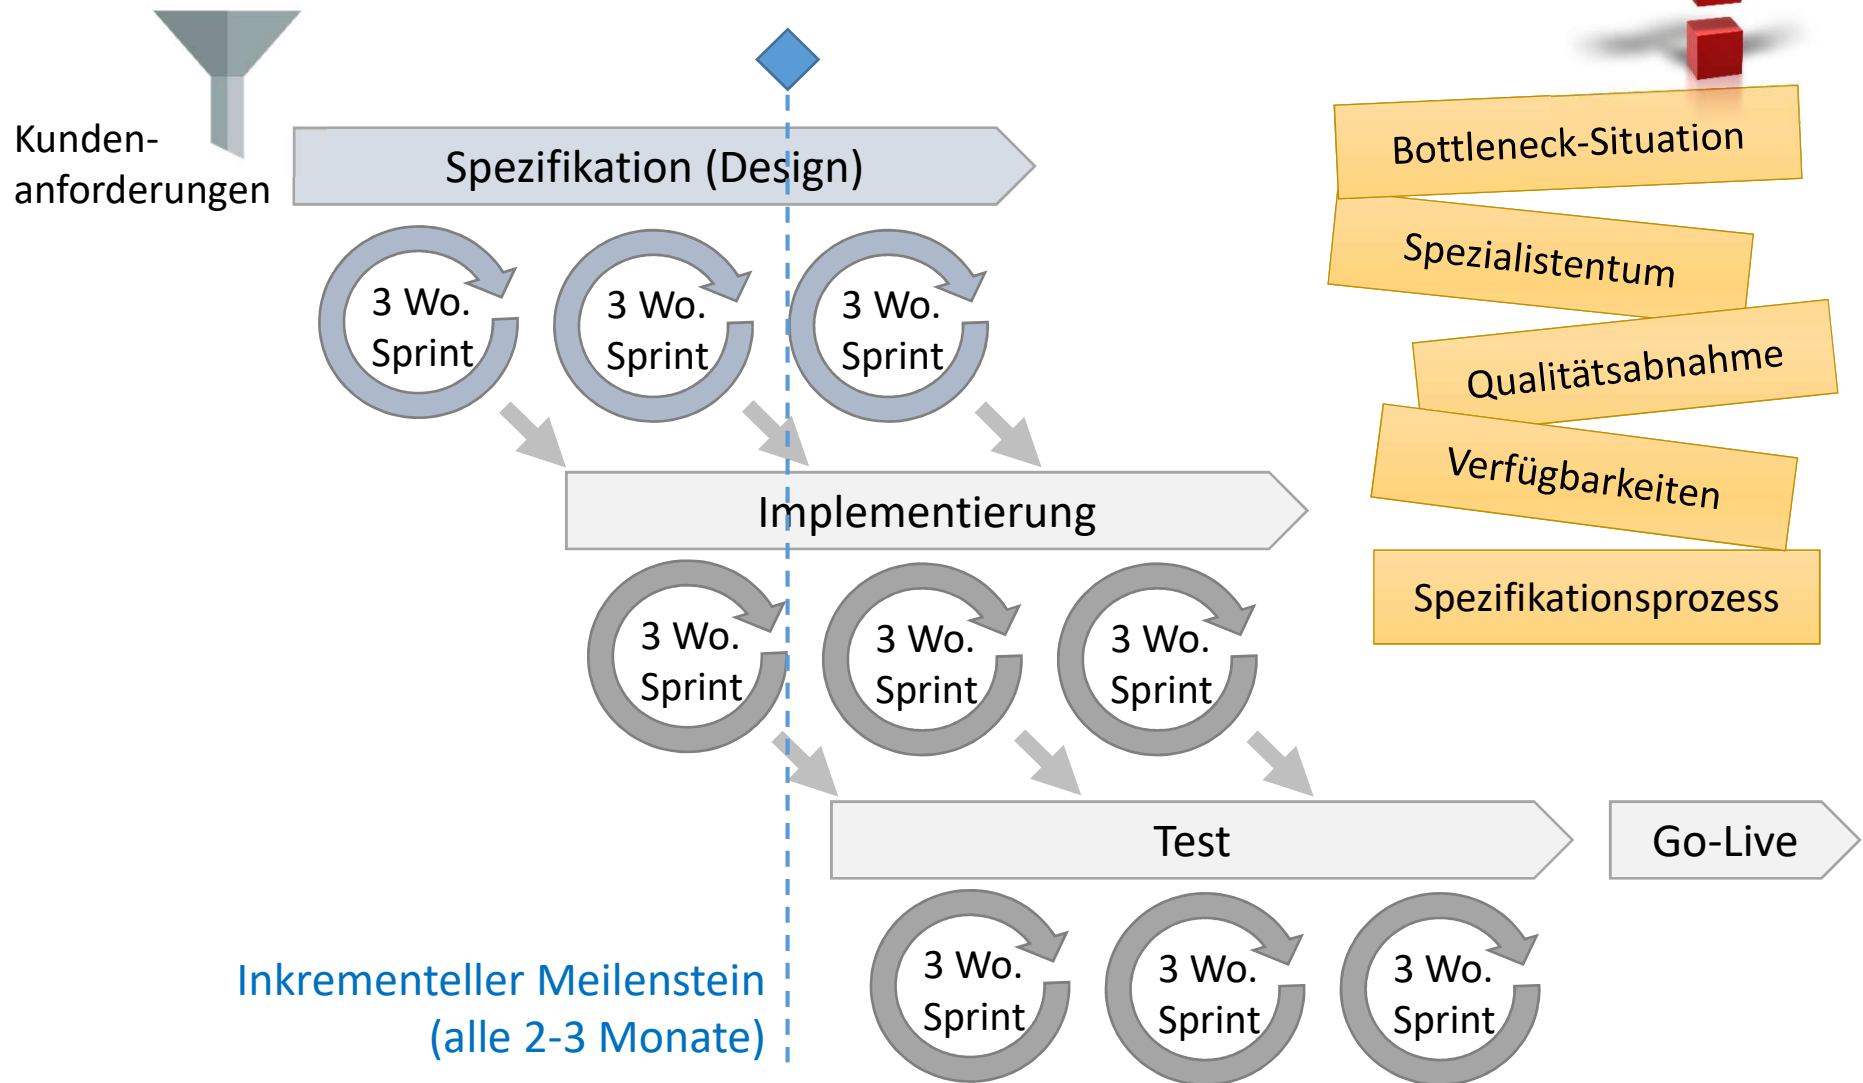 Kunden-
anforderungen
Spezifikation (Design)
3 Wo.
Sprint
3 Wo.
Sprint
3 Wo.
Sprint
Implementierung
3 Wo.
Sprint
3 Wo.
Sprint
3 Wo.
Sprint
Test
Go-Live
3 Wo.
Sprint
3 Wo.
Sprint
3 Wo.
Sprint
Inkrementeller Meilenstein
(alle 2-3 Monate)
Bottleneck-Situation
Spezialistentum
Qualitätsabnahme
Verfügbarkeiten
Spezifikationsprozess